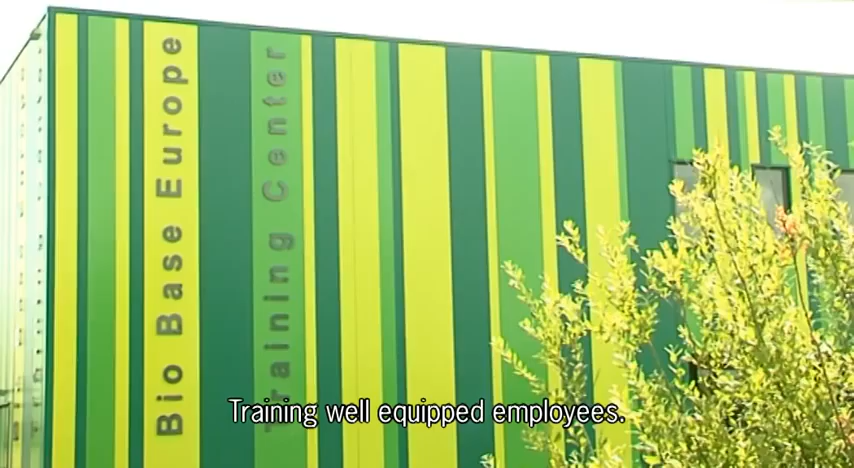 Bio Base Europe
Training Center
Training well equipped employees.